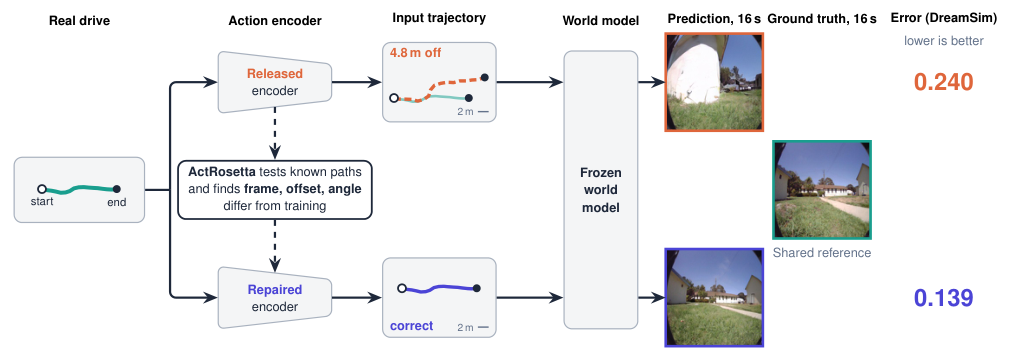 Real drive
Action encoder
Input trajectory
World model
Prediction, 16 s
Ground truth, 16 s
Error (DreamSim)
lower is better
Released
encoder
4.8 m off
2 m
0.240
start
end
ActRosetta tests known paths
and finds frame, offset, angle
differ from training
Frozen
world
model
Shared reference
Repaired
encoder
correct
2 m
0.139